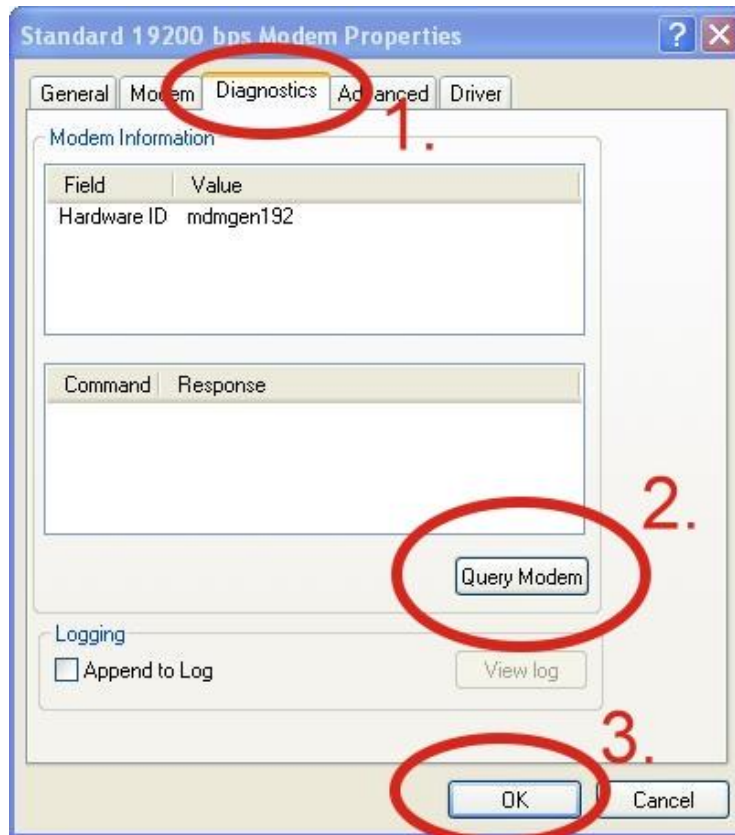 Standard 19200 bps Modem Properties
General Modem Diagnostics Advanced Driver
1.
Modem Information
Field Value
Hardware ID mdmgen192
Command Response
2.
Query Modem
Logging
Append to Log View log
3.
OK Cancel